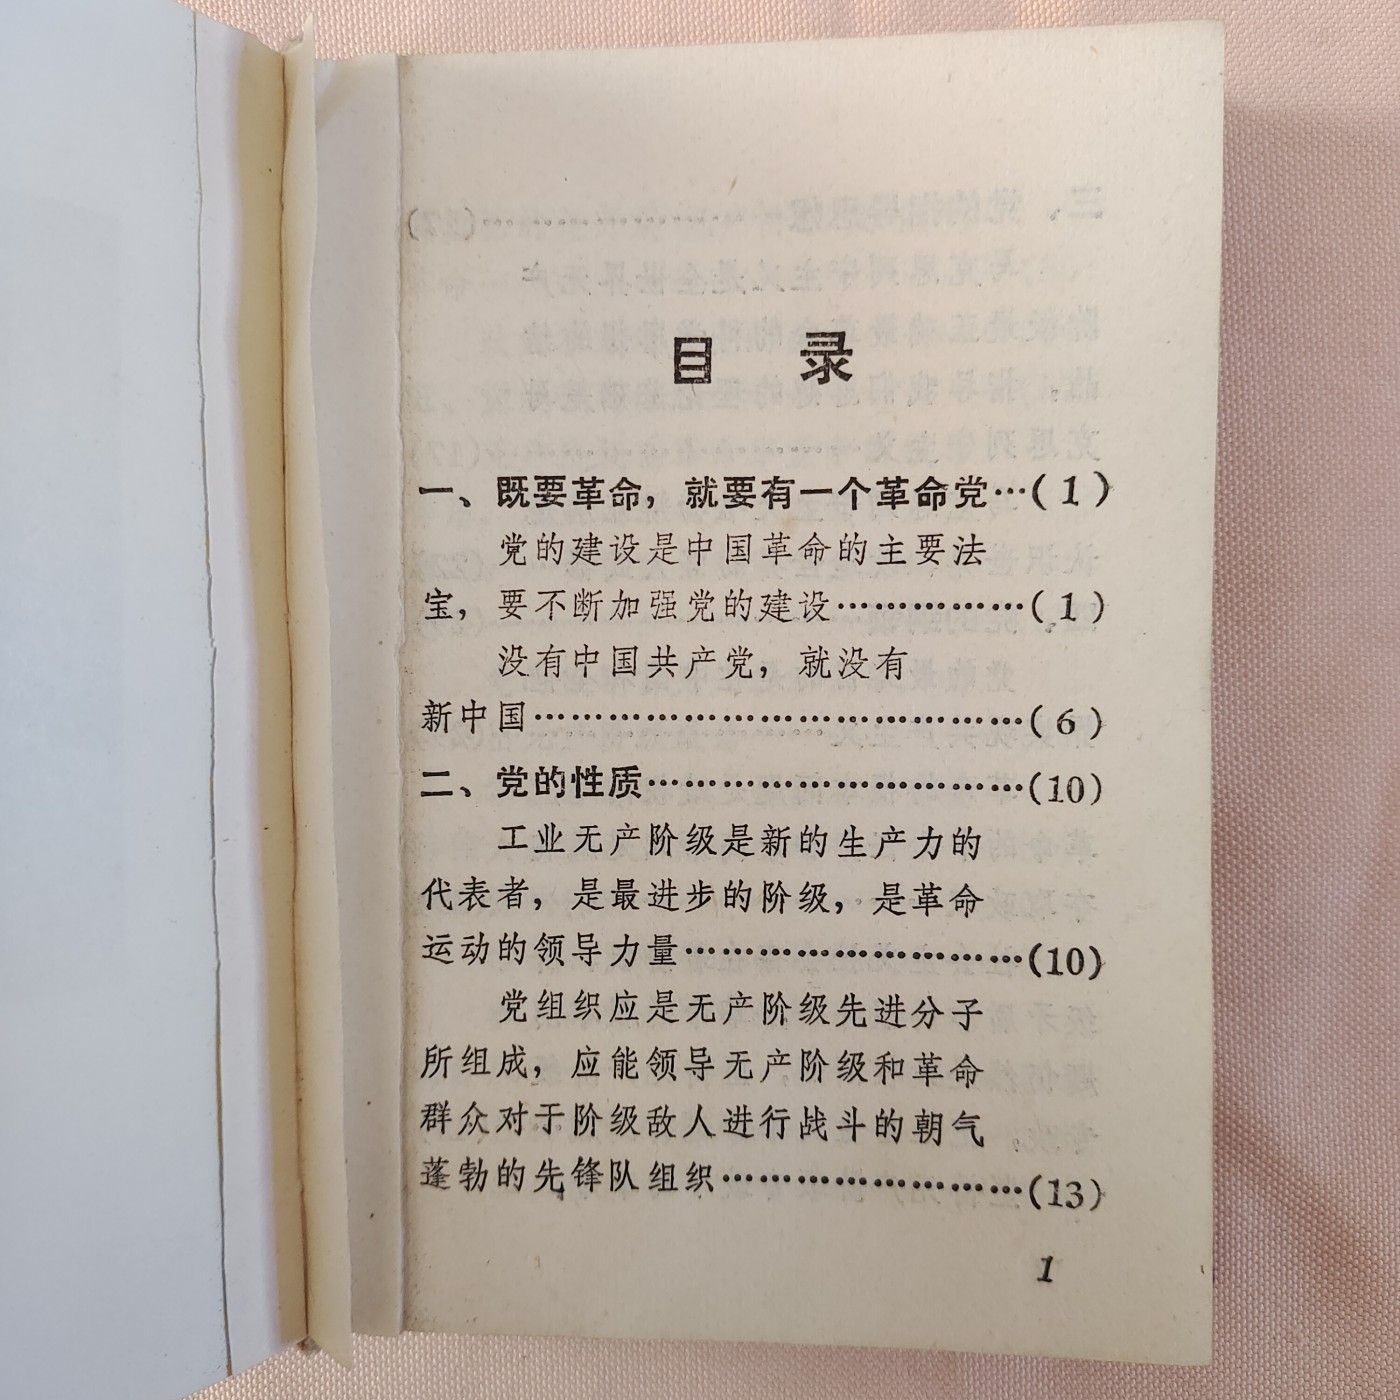 目 录
一、既要革命，就要有一个革命党…(1)
党的建设是中国革命的主要法
宝，要不断加强党的建设……………(1)
没有中国共产党，就没有
新中国…………………………………(6)
二、党的性质…………………………(10)
工业无产阶级是新的生产力的
代表者，是最进步的阶级，是革命
运动的领导力量………………………(10)
党组织应是无产阶级先进分子
所组成，应能领导无产阶级和革命
群众对于阶级敌人进行战斗的朝气
蓬勃的先锋队组织……………………(13)
1